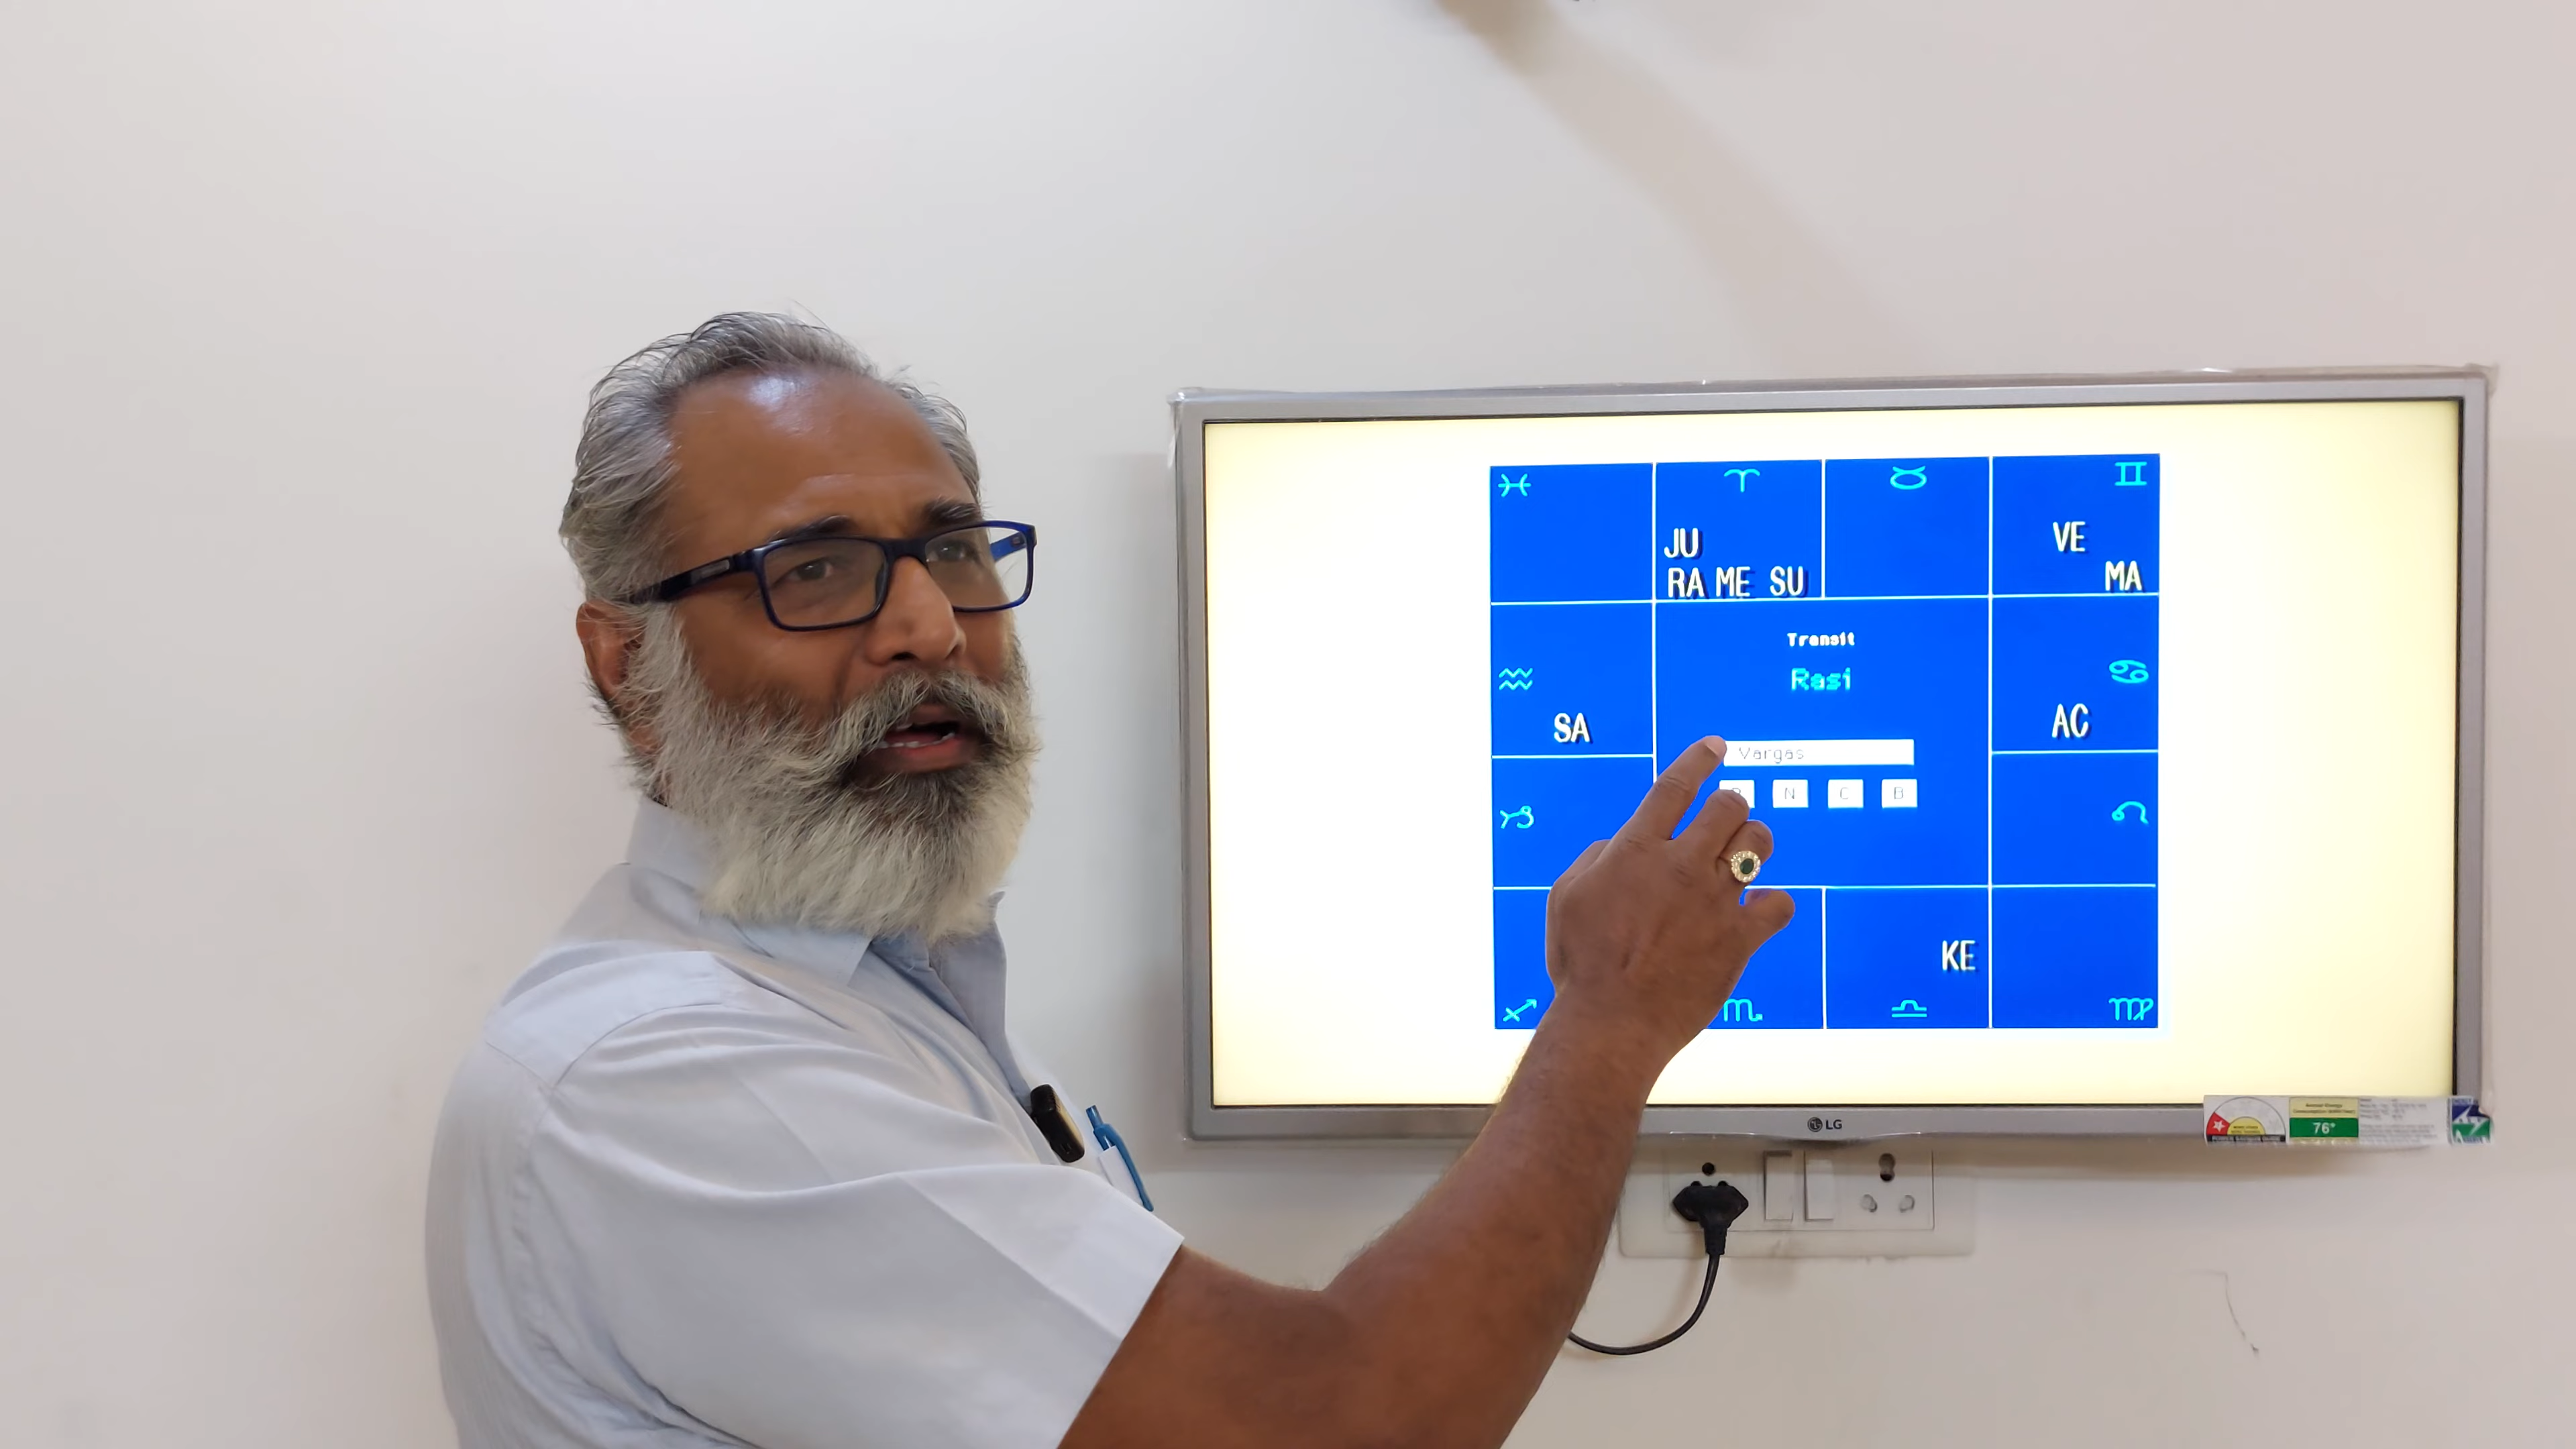 JU
RA ME SU
VE
MA
Transit
Rasi
SA
AC
Vargas
N C B
KE
LG
76*